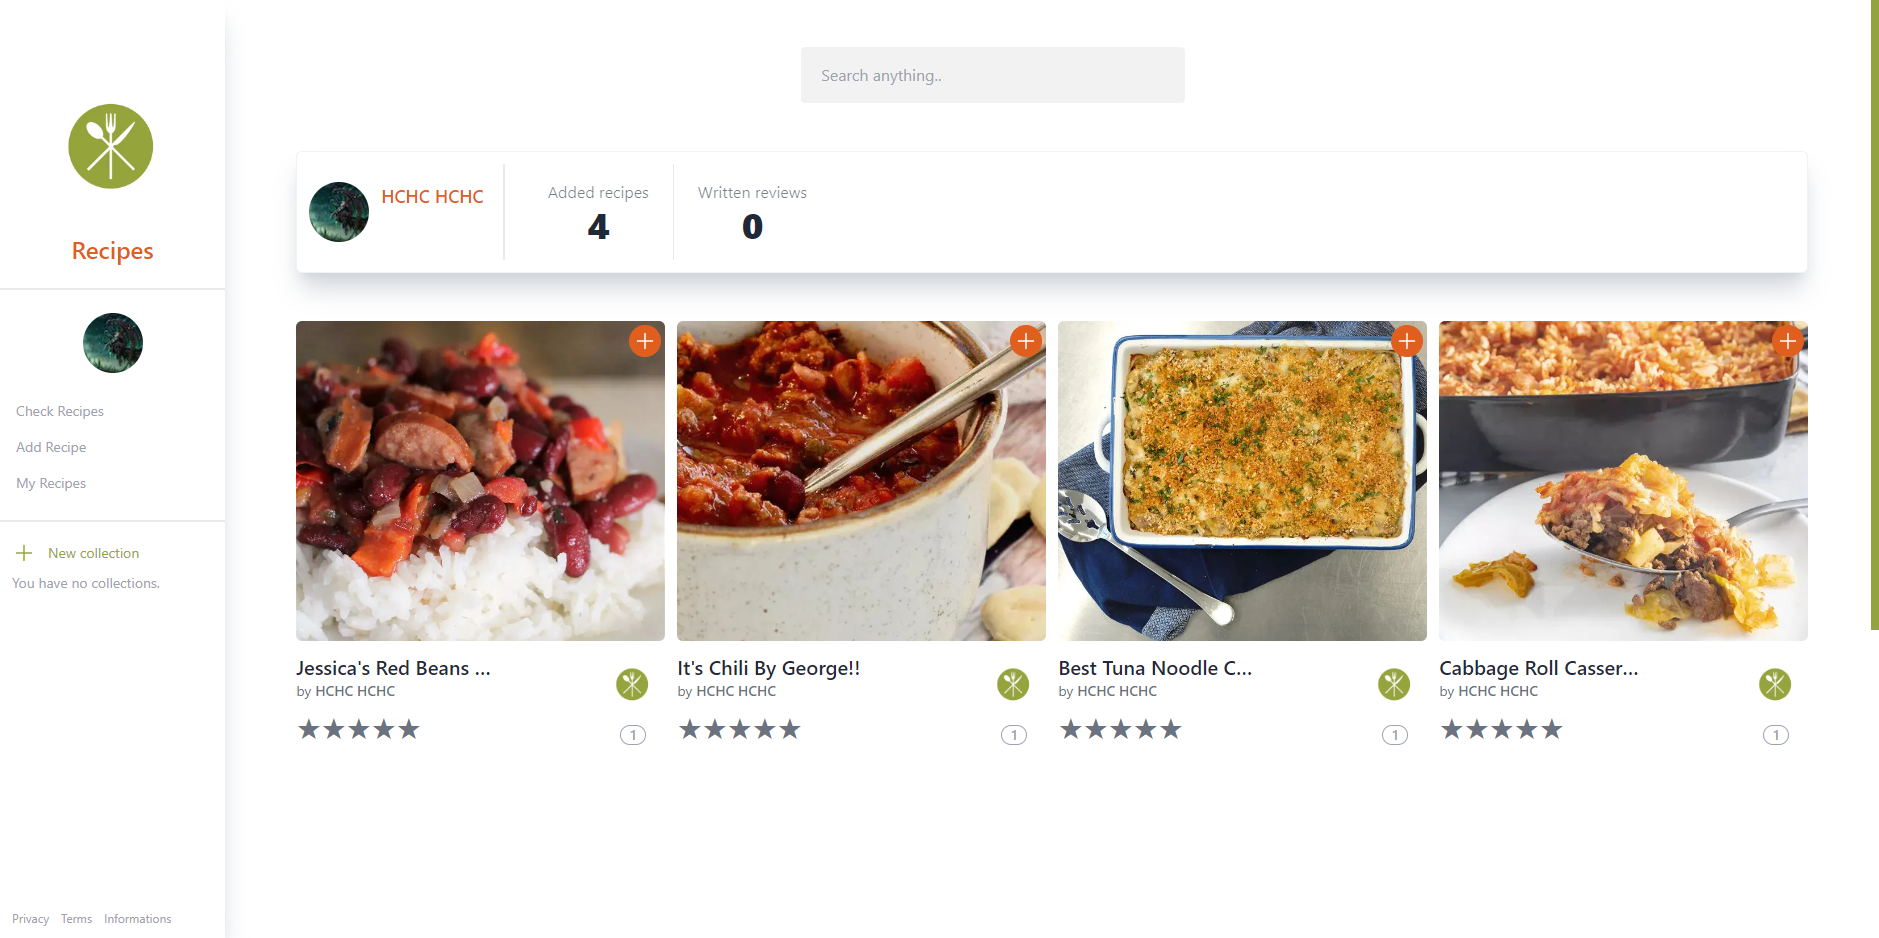 Search anything..
Recipes
Check Recipes
Add Recipe
My Recipes
New collection
You have no collections.
Privacy Terms Informations
HCHC HCHC
Added recipes
4
Written reviews
0
Jessica's Red Beans ...
by HCHC HCHC
1
It's Chili By George!!
by HCHC HCHC
1
Best Tuna Noodle C...
by HCHC HCHC
1
Cabbage Roll Casser...
by HCHC HCHC
1